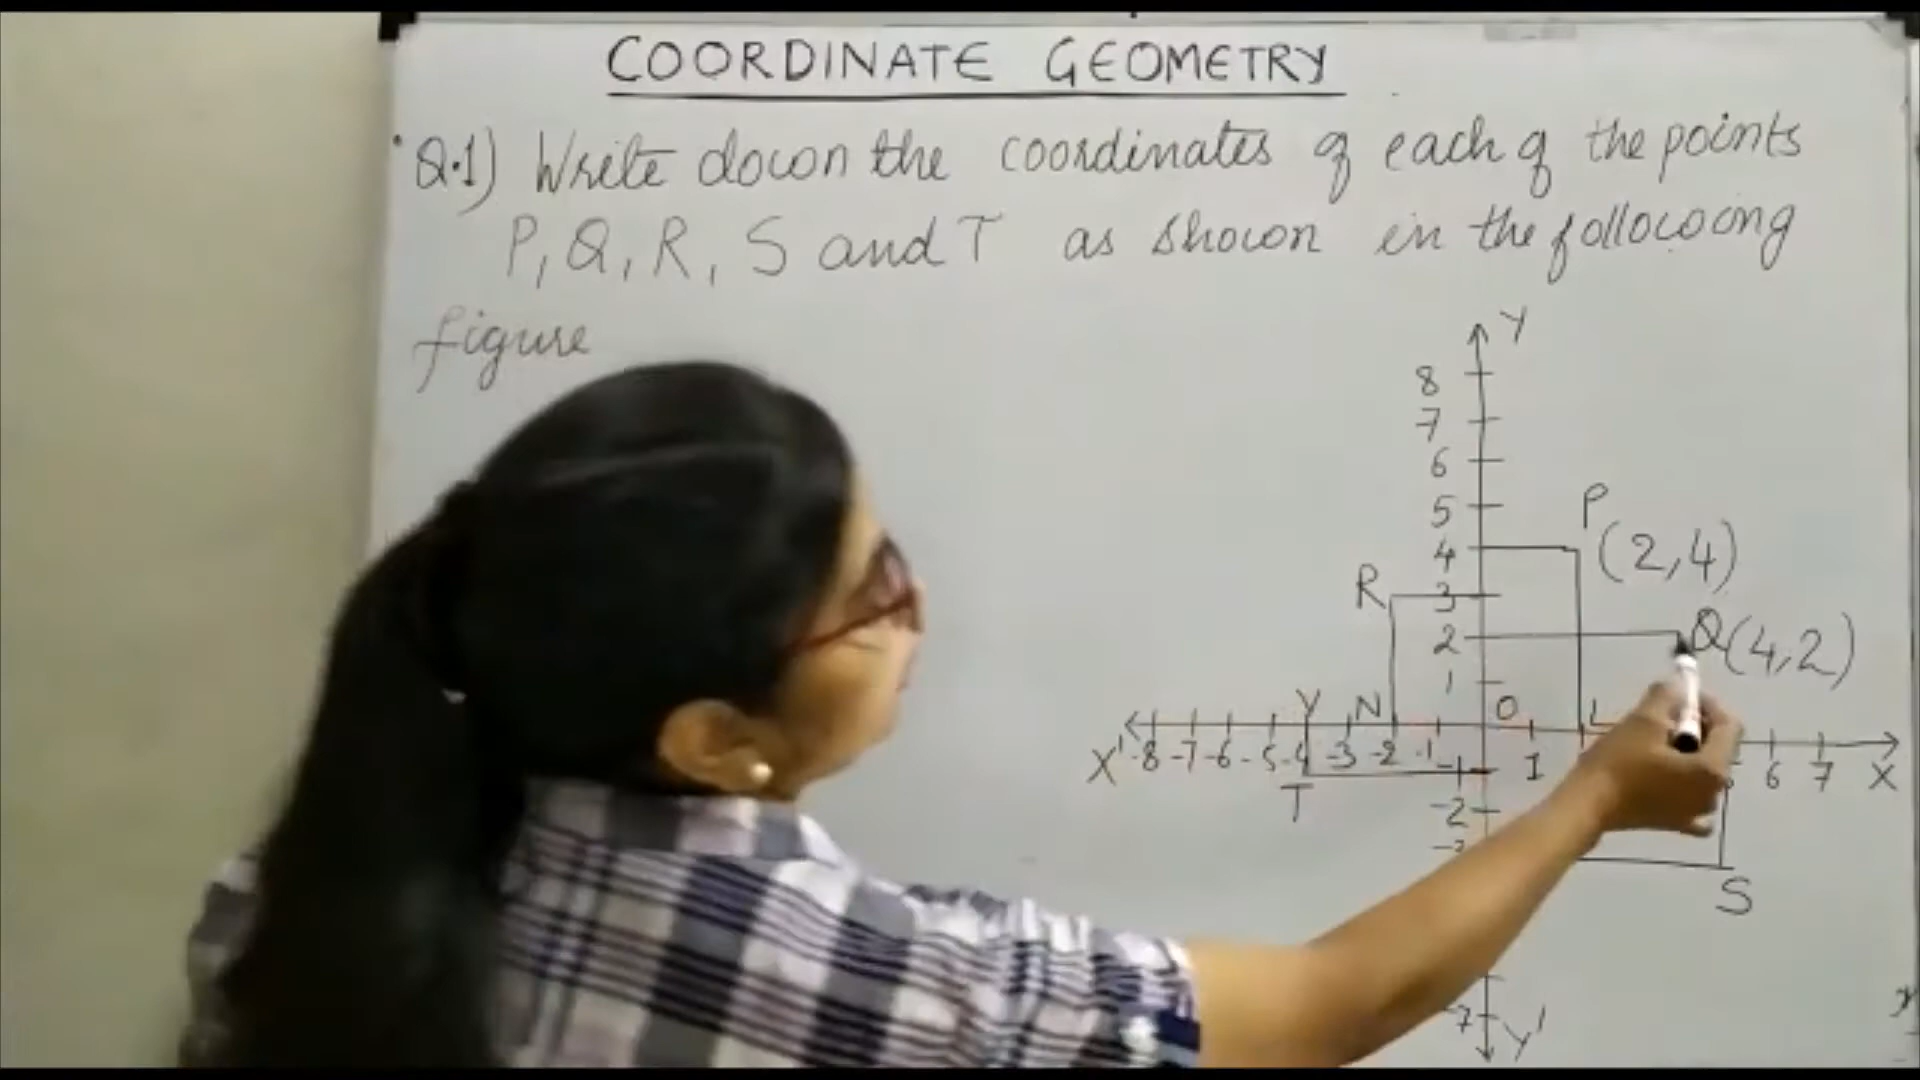 COORDINATE GEOMETRY
Q.1) Write down the coordinates of each of the points
P, Q, R, S and T as shown in the following
figure
Y
8
7
6
5
P
4
(2,4)
R
3
Q(4,2)
2
1
Y N O L
X' -8 -7 -6 -5 -4 -3 -2 -1 -1 1 6 7 X
T
-2
S
-7
Y'